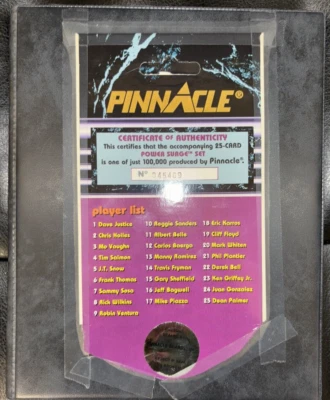 PINNACLE®
CERTIFICATE OF AUTHENTICITY
This certifies that the accompanying 25-CARD
POWER SURGE™ SET
is one of just 100,000 produced by Pinnacle®.
Nº
player list
1 Dave Justice
2 Chris Hoiles
3 Mo Vaughn
4 Tim Salmon
5 J.T. Snow
6 Frank Thomas
7 Sammy Sosa
8 Rick Wilkins
9 Robin Ventura
10 Reggie Sanders
11 Albert Belle
12 Carlos Baerga
13 Manny Ramirez
14 Travis Fryman
15 Gary Sheffield
16 Jeff Bagwell
17 Mike Piazza
18 Eric Karros
19 Cliff Floyd
20 Mark Whiten
21 Phil Plantier
22 Derek Bell
23 Ken Griffey Jr.
24 Juan Gonzalez
25 Dean Palmer